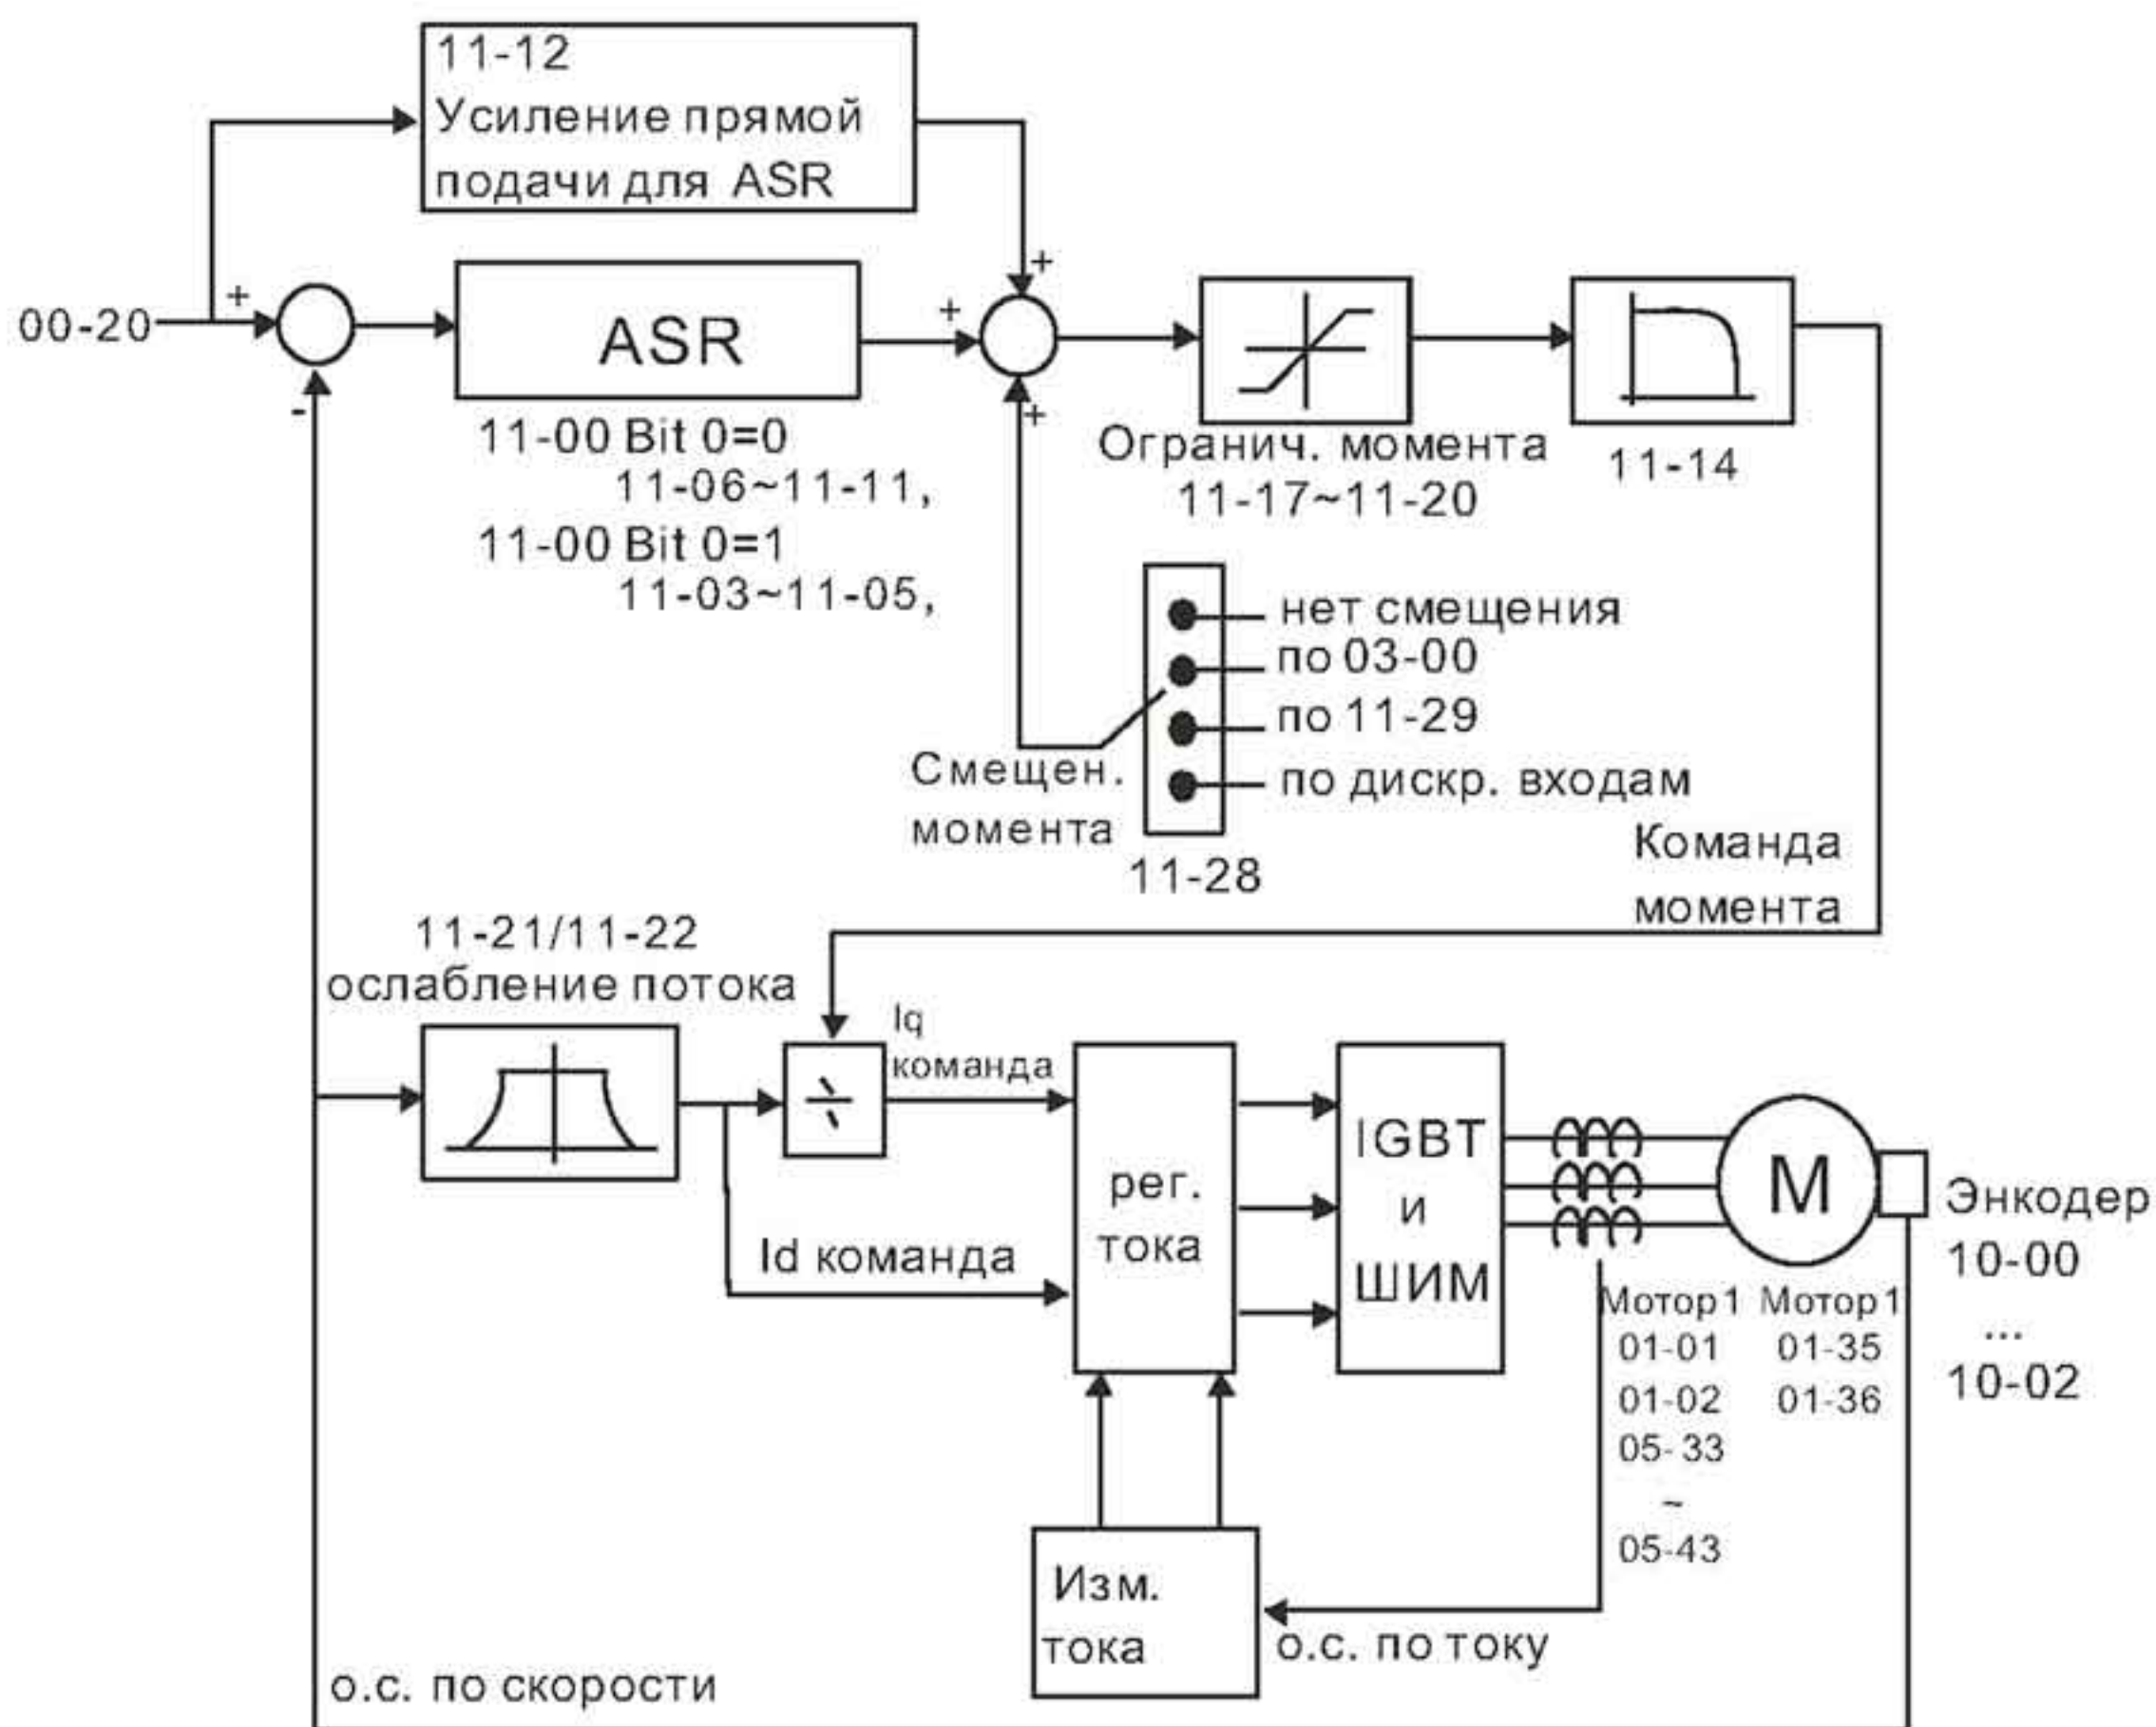 11-12
Усиление прямой
подачи для ASR
+
+
00-20
+
ASR
-
+
11-00 Bit 0=0
11-06~11-11,
11-00 Bit 0=1
11-03~11-05,
Огранич. момента
11-17~11-20
11-14
нет смещения
по 03-00
по 11-29
по дискр. входам
Смещен.
момента
11-28
Команда
момента
11-21/11-22
ослабление потока
Iq
команда
÷
Id команда
рег.
тока
IGBT
и
ШИМ
M
Энкодер
10-00
...
10-02
Мотор1 Мотор1
01-01 01-35
01-02 01-36
05-33
~
05-43
Изм.
тока
о.с. по току
о.с. по скорости